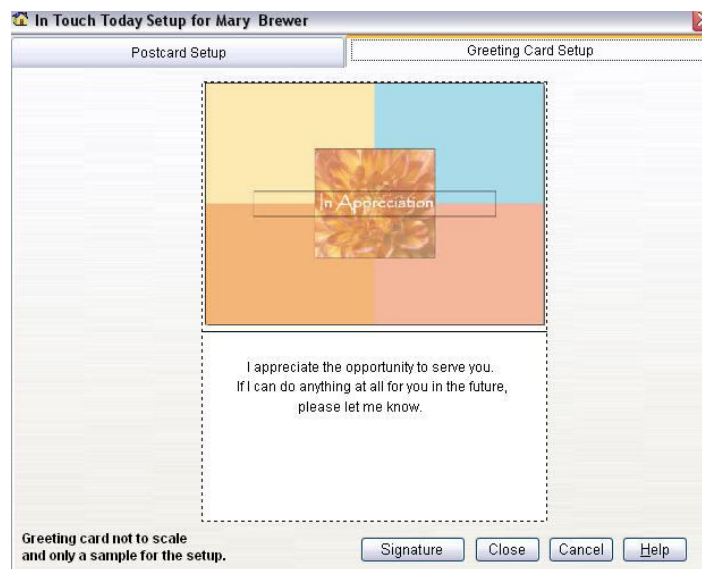 In Touch Today Setup for Mary Brewer
Postcard Setup
Greeting Card Setup
In Appreciation
I appreciate the opportunity to serve you.
If I can do anything at all for you in the future,
please let me know.
Greeting card not to scale
and only a sample for the setup.
Signature
Close
Cancel
Help